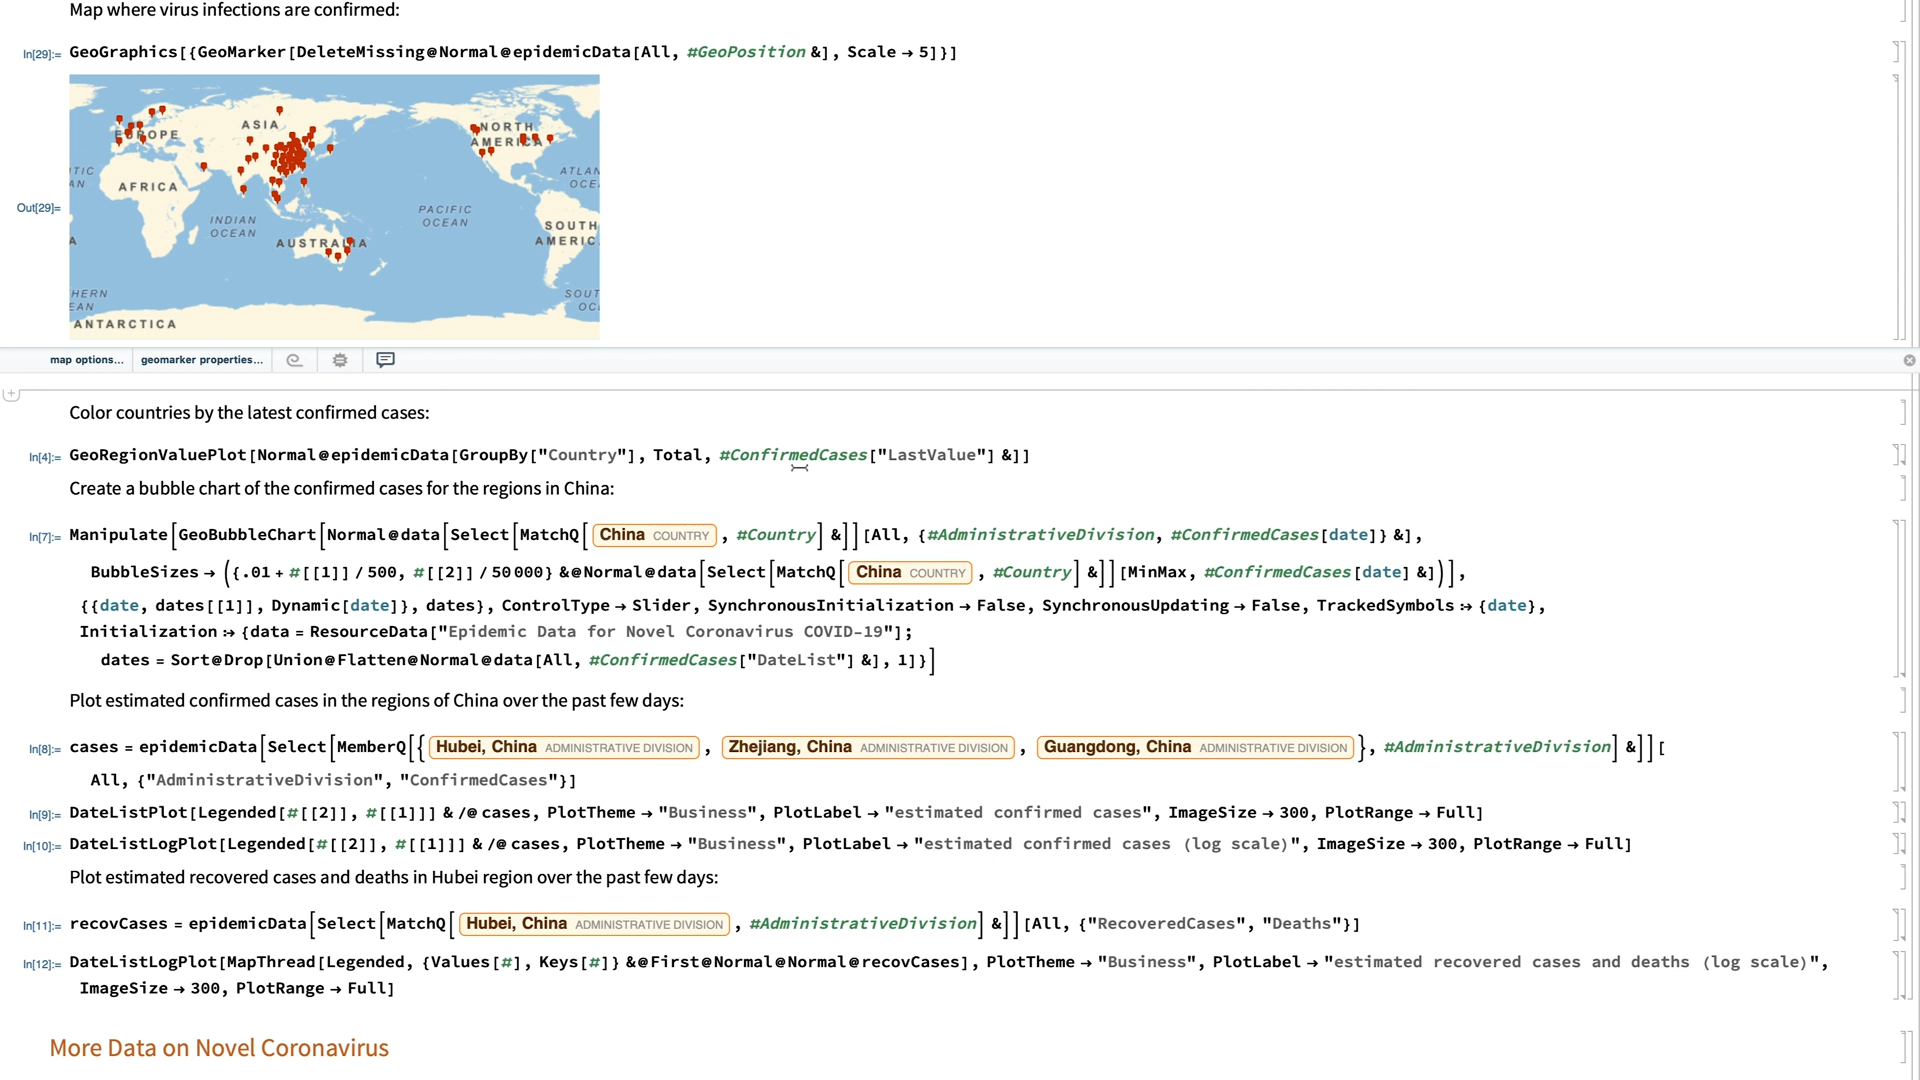 Map where virus infections are confirmed:
In[29]:= GeoGraphics[{GeoMarker[DeleteMissing@Normal@epidemicData[All, #GeoPosition &], Scale → 5]}]
ASIA
NORTH
EUROPE
AMERICA
TIC
AN
AFRICA
ATLAN
OCE
Out[29]=
PACIFIC
OCEAN
INDIAN
OCEAN
SOUTH
A
AUSTRALIA
AMERIC
HERN
EAN
SOUT
OC
ANTARCTICA
map options...
geomarker properties...
Color countries by the latest confirmed cases:
In[4]:= GeoRegionValuePlot[Normal@epidemicData[GroupBy["Country"], Total, #ConfirmedCases["LastValue"] &]]
Create a bubble chart of the confirmed cases for the regions in China:
In[7]:= Manipulate[GeoBubbleChart[Normal@data[Select[MatchQ[ China COUNTRY , #Country] &]][All, {#AdministrativeDivision, #ConfirmedCases[date]} &],
BubbleSizes → ({.01 + #[[1]] / 500, #[[2]] / 50000} &@Normal@data[Select[MatchQ[ China COUNTRY , #Country] &]][MinMax, #ConfirmedCases[date] &])],
{{date, dates[[1]], Dynamic[date]}, dates}, ControlType → Slider, SynchronousInitialization → False, SynchronousUpdating → False, TrackedSymbols :→ {date},
Initialization :→ {data = ResourceData["Epidemic Data for Novel Coronavirus COVID-19"];
dates = Sort@Drop[Union@Flatten@Normal@data[All, #ConfirmedCases["DateList"] &], 1]}]
Plot estimated confirmed cases in the regions of China over the past few days:
In[8]:= cases = epidemicData[Select[MemberQ[{ Hubei, China ADMINISTRATIVE DIVISION , Zhejiang, China ADMINISTRATIVE DIVISION , Guangdong, China ADMINISTRATIVE DIVISION }, #AdministrativeDivision] &]][
All, {"AdministrativeDivision", "ConfirmedCases"}]
In[9]:= DateListPlot[Legended[#[[2]], #[[1]]] & /@ cases, PlotTheme → "Business", PlotLabel → "estimated confirmed cases", ImageSize → 300, PlotRange → Full]
In[10]:= DateListLogPlot[Legended[#[[2]], #[[1]]] & /@ cases, PlotTheme → "Business", PlotLabel → "estimated confirmed cases (log scale)", ImageSize → 300, PlotRange → Full]
Plot estimated recovered cases and deaths in Hubei region over the past few days:
In[11]:= recovCases = epidemicData[Select[MatchQ[ Hubei, China ADMINISTRATIVE DIVISION , #AdministrativeDivision] &]][All, {"RecoveredCases", "Deaths"}]
In[12]:= DateListLogPlot[MapThread[Legended, {Values[#], Keys[#]} &@First@Normal@Normal@recovCases], PlotTheme → "Business", PlotLabel → "estimated recovered cases and deaths (log scale)",
ImageSize → 300, PlotRange → Full]
More Data on Novel Coronavirus